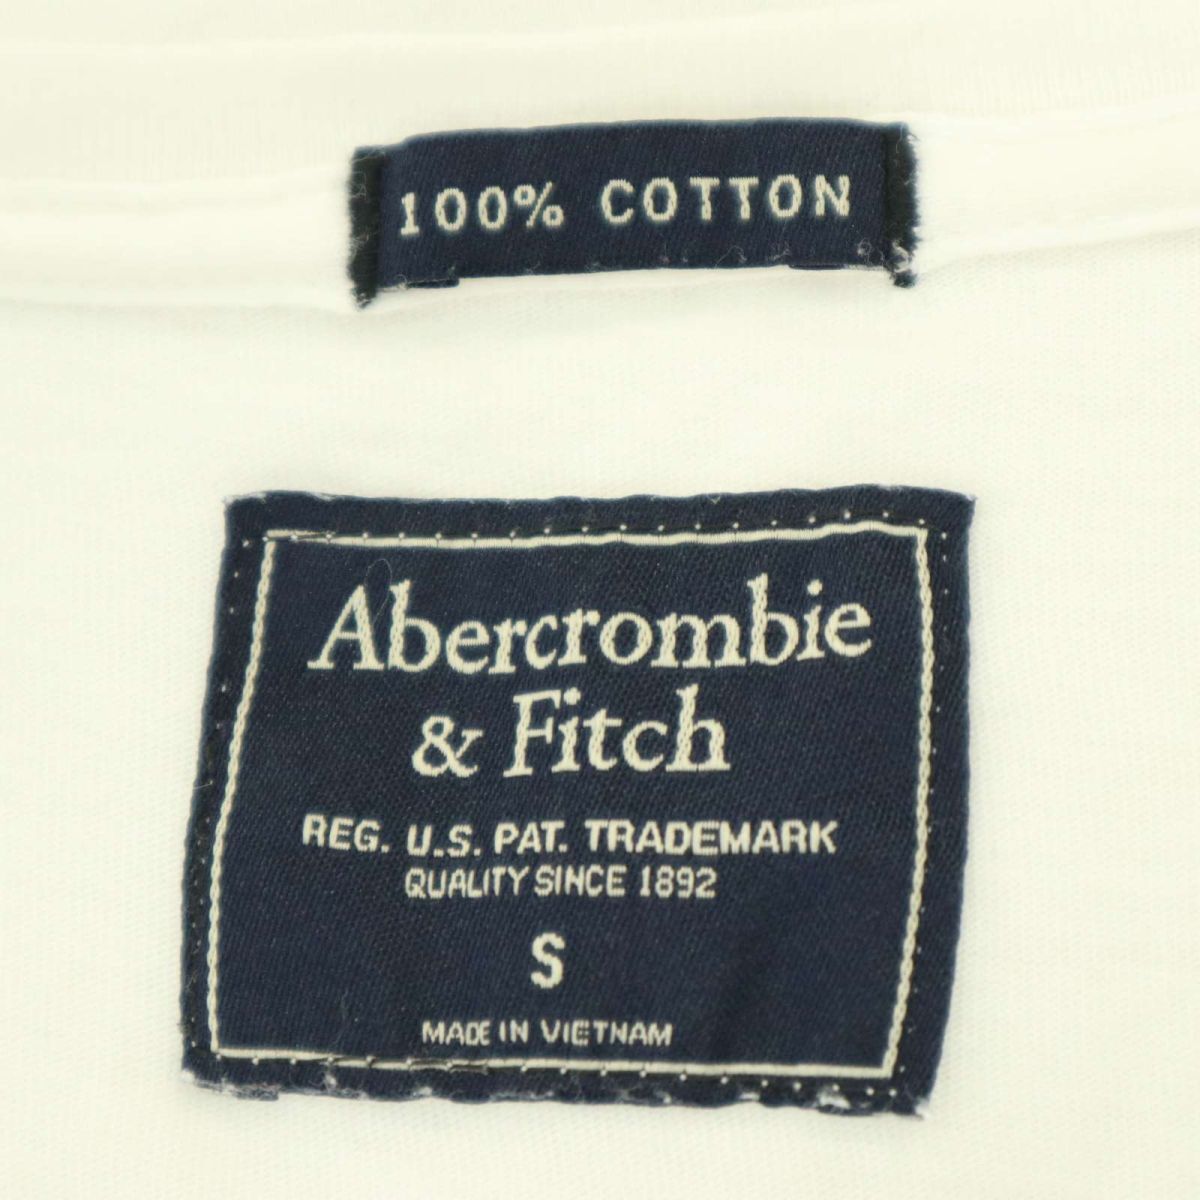 100% COTTON
Abercrombie
& Fitch
REG. U.S. PAT. TRADEMARK
QUALITY SINCE 1892
S
MADE IN VIETNAM